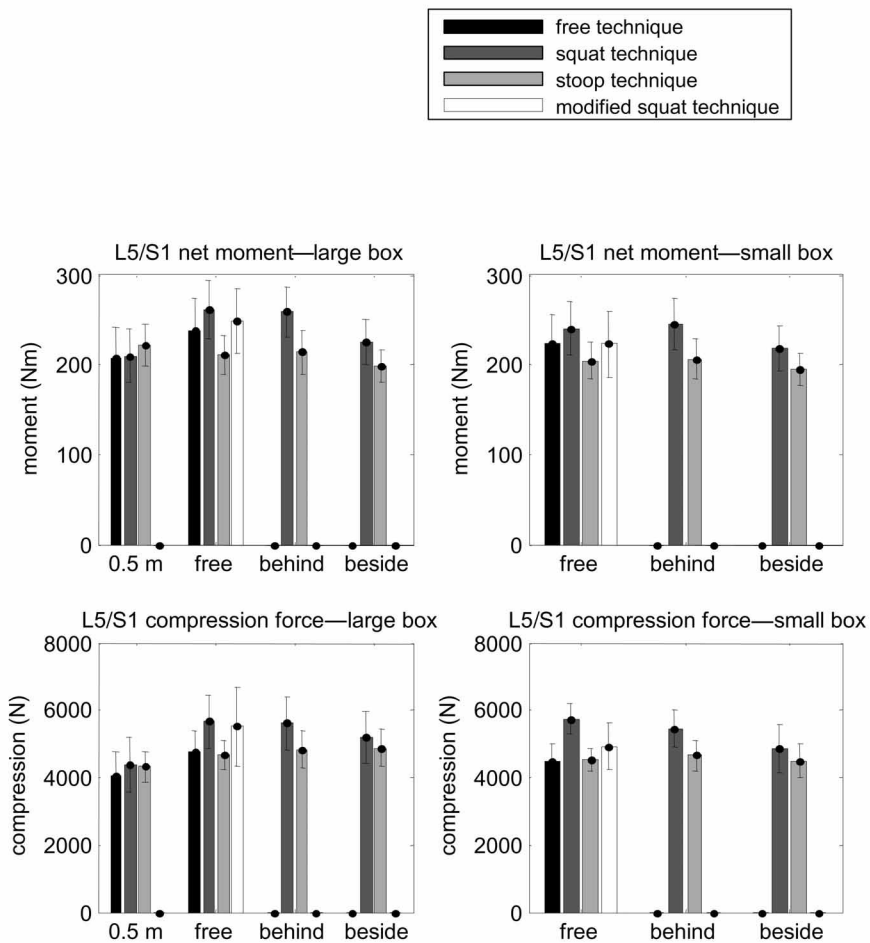 free technique
squat technique
stoop technique
modified squat technique
L5/S1 net moment—large box
300
200
100
0
moment (Nm)
0.5 m free behind beside
L5/S1 net moment—small box
300
200
100
0
moment (Nm)
free behind beside
L5/S1 compression force—large box
8000
6000
4000
2000
0
compression (N)
0.5 m free behind beside
L5/S1 compression force—small box
8000
6000
4000
2000
0
compression (N)
free behind beside